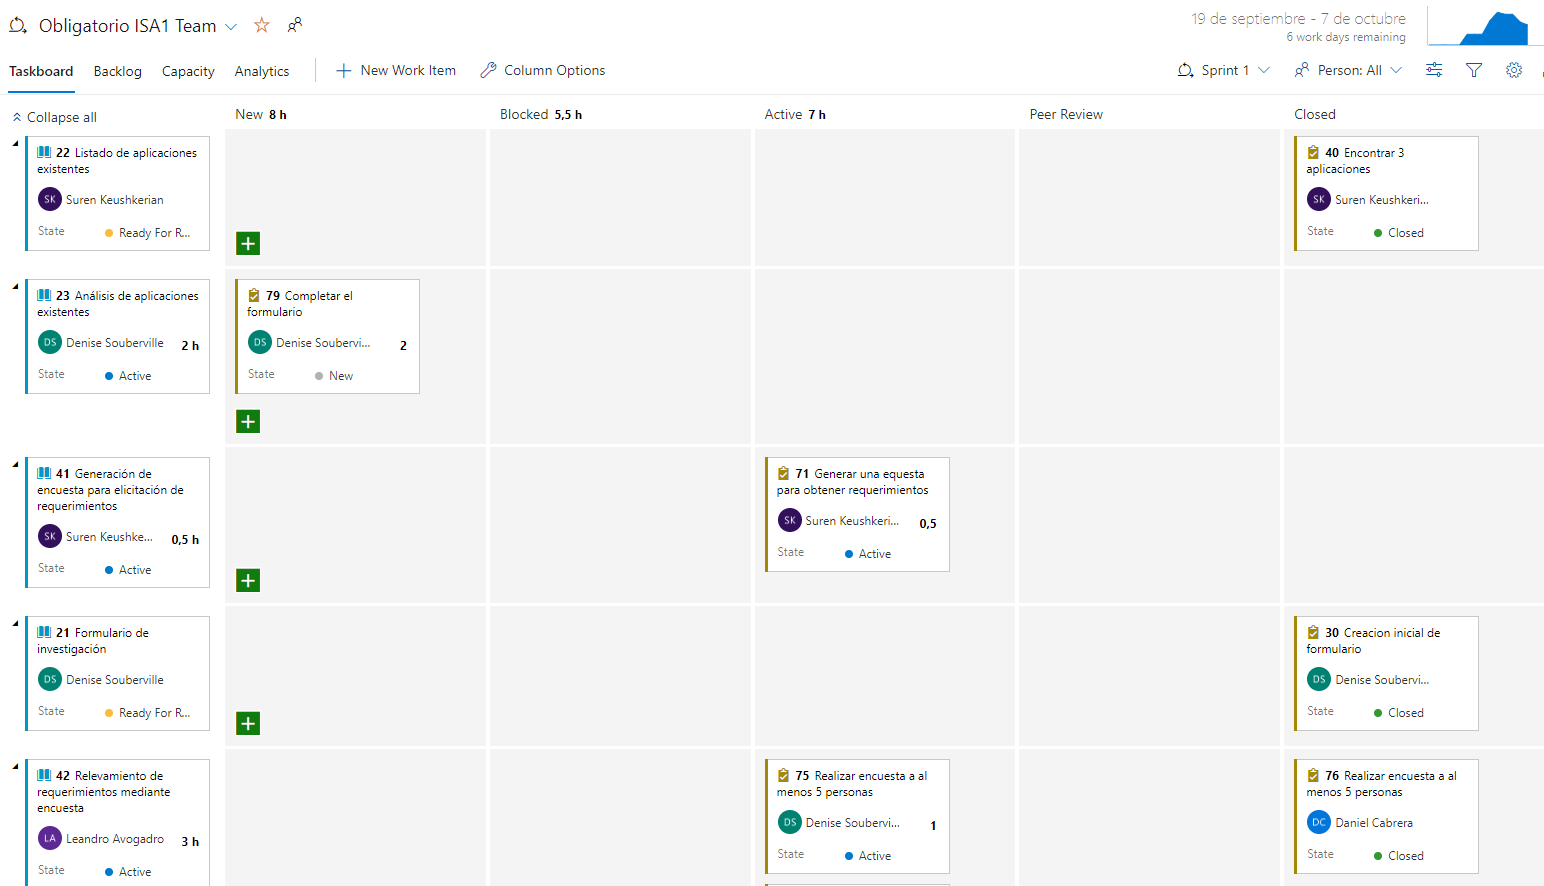 Obligatorio ISA1 Team
19 de septiembre - 7 de octubre
6 work days remaining
Taskboard Backlog Capacity Analytics New Work Item Column Options Sprint 1 Person: All
Collapse all New 8 h Blocked 5,5 h Active 7 h Peer Review Closed
22 Listado de aplicaciones
existentes
SK Suren Keushkerian
State Ready For R...
40 Encontrar 3
aplicaciones
SK Suren Keushkeri...
State Closed
23 Análisis de aplicaciones
existentes
DS Denise Souberville 2 h
State Active
79 Completar el
formulario
DS Denise Soubervi... 2
State New
41 Generación de
encuesta para elicitación de
requerimientos
SK Suren Keushke... 0,5 h
State Active
71 Generar una equesta
para obtener requerimientos
SK Suren Keushkeri... 0,5
State Active
21 Formulario de
investigación
DS Denise Souberville
State Ready For R...
30 Creacion inicial de
formulario
DS Denise Soubervi...
State Closed
42 Relevamiento de
requerimientos mediante
encuesta
LA Leandro Avogadro 3 h
State Active
75 Realizar encuesta a al
menos 5 personas
DS Denise Soubervi... 1
State Active
76 Realizar encuesta a al
menos 5 personas
DC Daniel Cabrera
State Closed